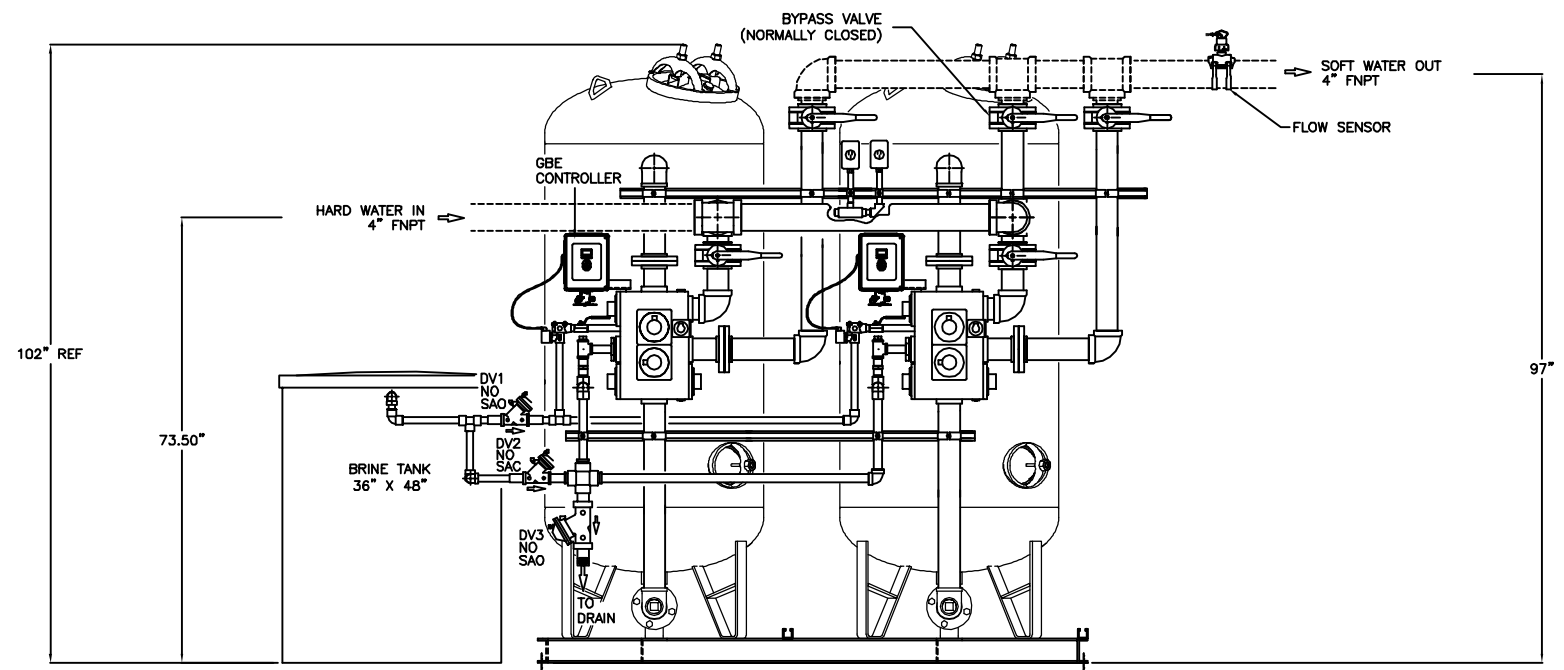 BYPASS VALVE
(NORMALLY CLOSED)
SOFT WATER OUT
4" FNPT
FLOW SENSOR
GBE
CONTROLLER
HARD WATER IN
4" FNPT
102" REF
97"
73.50"
DV1
NO
SAO
DV2
NO
SAC
BRINE TANK
36" X 48"
DV3
NO
SAO
TO
DRAIN